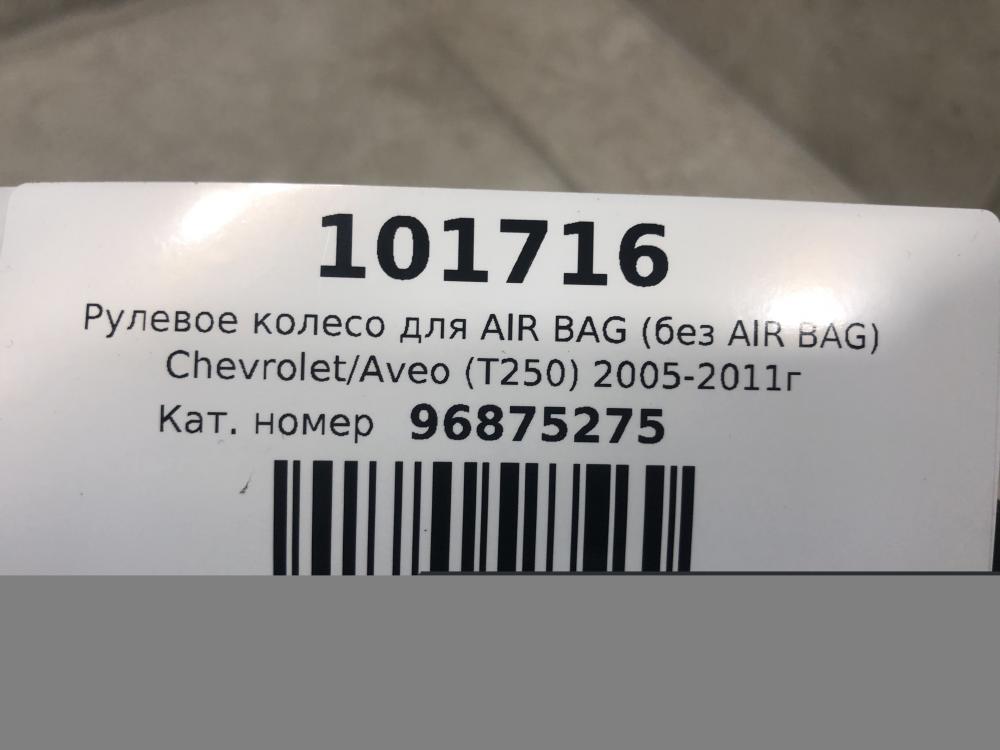 101716
Рулевое колесо для AIR BAG (без AIR BAG)
Chevrolet/Aveo (T250) 2005-2011г
Кат. номер 96875275